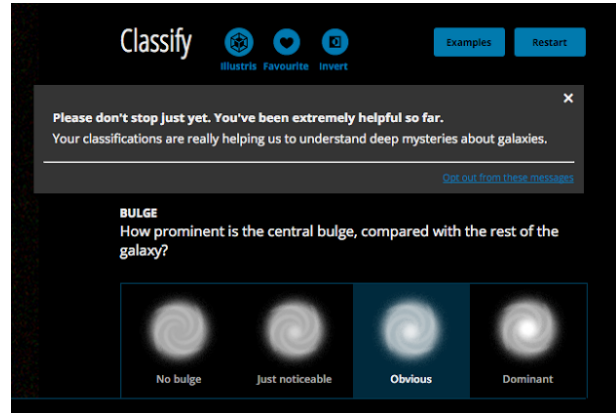 Classify
Illustris Favourite Invert
Examples Restart
Please don't stop just yet. You've been extremely helpful so far.
Your classifications are really helping us to understand deep mysteries about galaxies.
Opt out from these messages
BULGE
How prominent is the central bulge, compared with the rest of the
galaxy?
No bulge Just noticeable Obvious Dominant